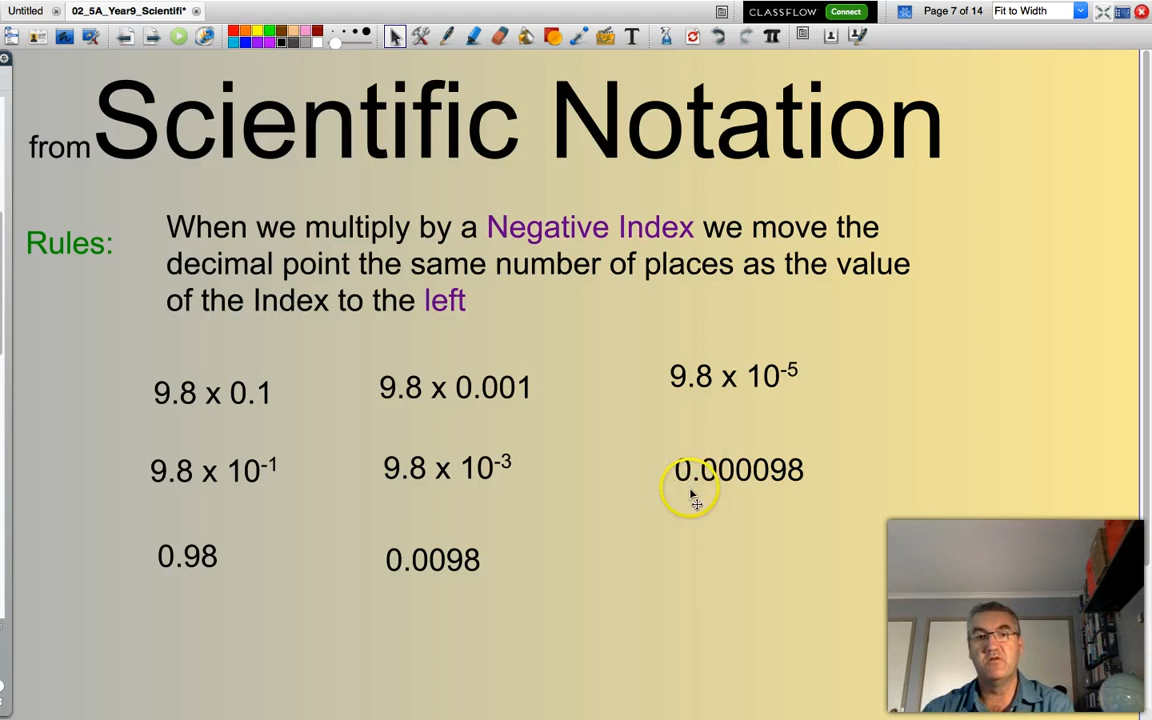 Untitled
02_5A_Year9_Scientifi*
CLASSFLOW
Connect
Page 7 of 14
Fit to Width
from Scientific Notation
Rules:
When we multiply by a Negative Index we move the
decimal point the same number of places as the value
of the Index to the left
9.8 x 0.1
9.8 x 0.001
9.8 x 10⁻⁵
9.8 x 10⁻¹
9.8 x 10⁻³
0.000098
0.98
0.0098